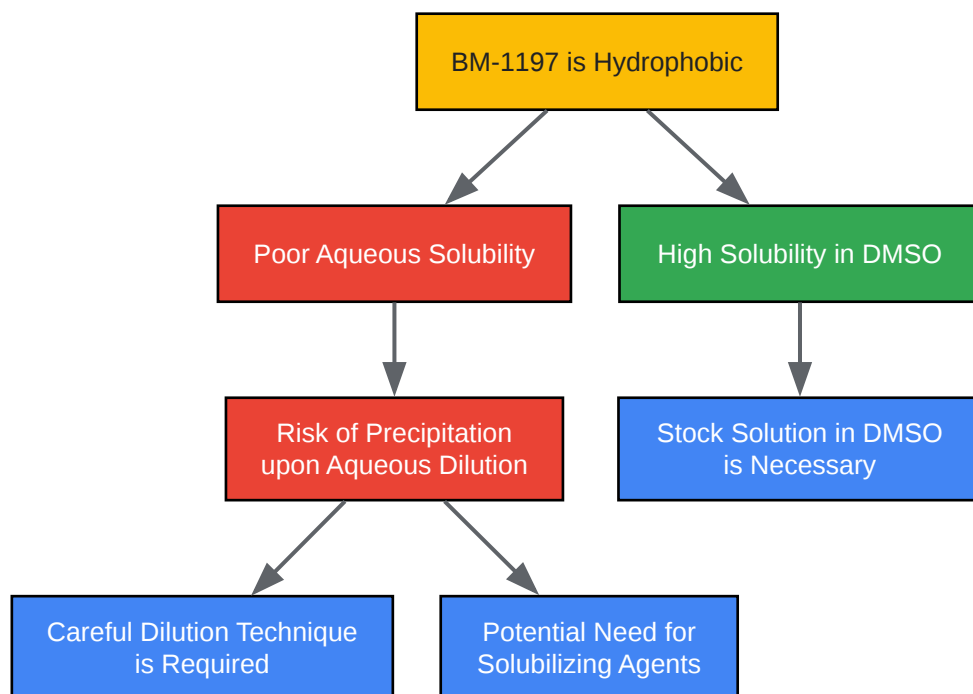 BM-1197 is Hydrophobic
Poor Aqueous Solubility
High Solubility in DMSO
Risk of Precipitation
upon Aqueous Dilution
Stock Solution in DMSO
is Necessary
Careful Dilution Technique
is Required
Potential Need for
Solubilizing Agents